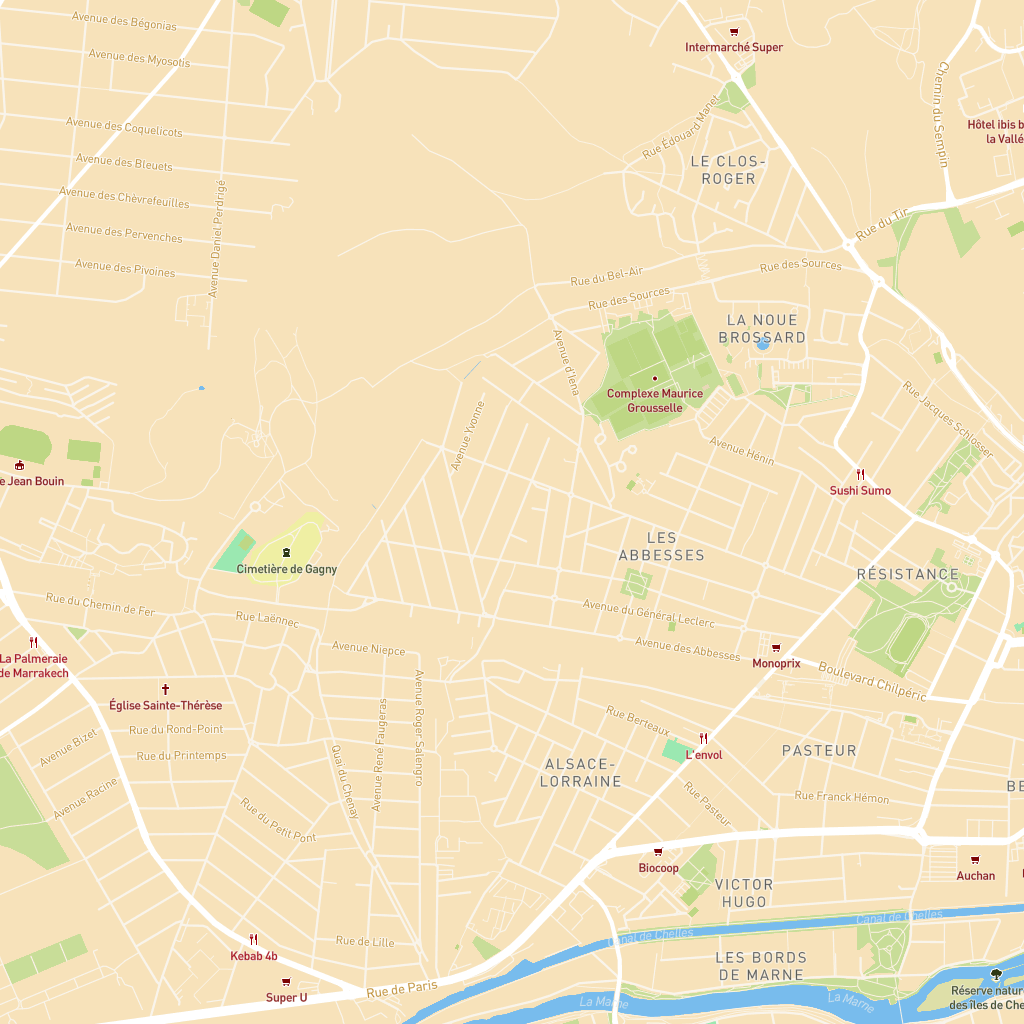 Avenue des Bégonias
Avenue des Myosotis
Intermarché Super
Chemin du Sempin
Hôtel ibis b
la Vallé
Avenue des Coquelicots
Rue Édouard Manet
Avenue des Bleuets
LE CLOS-
ROGER
Avenue des Chèvrefeuilles
Avenue Daniel Perdrigé
Avenue des Pervenches
Rue du Tir
Avenue des Pivoines
Rue du Bel-Air
Rue des Sources
Rue des Sources
LA NOUE
BROSSARD
Avenue d'Iena
Complexe Maurice
Grousselle
Rue Jacques Schlosser
Avenue Yvonne
Avenue Hénin
e Jean Bouin
Sushi Sumo
LES
ABBESSES
Cimetière de Gagny
RÉSISTANCE
Rue du Chemin de Fer
Rue Laënnec
Avenue du Général Leclerc
Avenue Niepce
Avenue des Abbesses
La Palmeraie
de Marrakech
Monoprix
Boulevard Chilpéric
Église Sainte-Thérèse
Avenue Roger Salengro
Avenue René Faugeras
Rue Berteaux
Rue du Rond-Point
Avenue Bizet
Rue du Printemps
L'envol
PASTEUR
Quai du Chenay
ALSACE-
LORRAINE
Avenue Racine
Rue Pasteur
Rue Franck Hémon
BE
Rue du Petit Pont
Biocoop
Auchan
VICTOR
HUGO
Canal de Chelles
Canal de Chelles
Rue de Lille
Kebab 4b
LES BORDS
DE MARNE
Super U
Rue de Paris
La Marne
La Marne
Réserve nature
des îles de Che